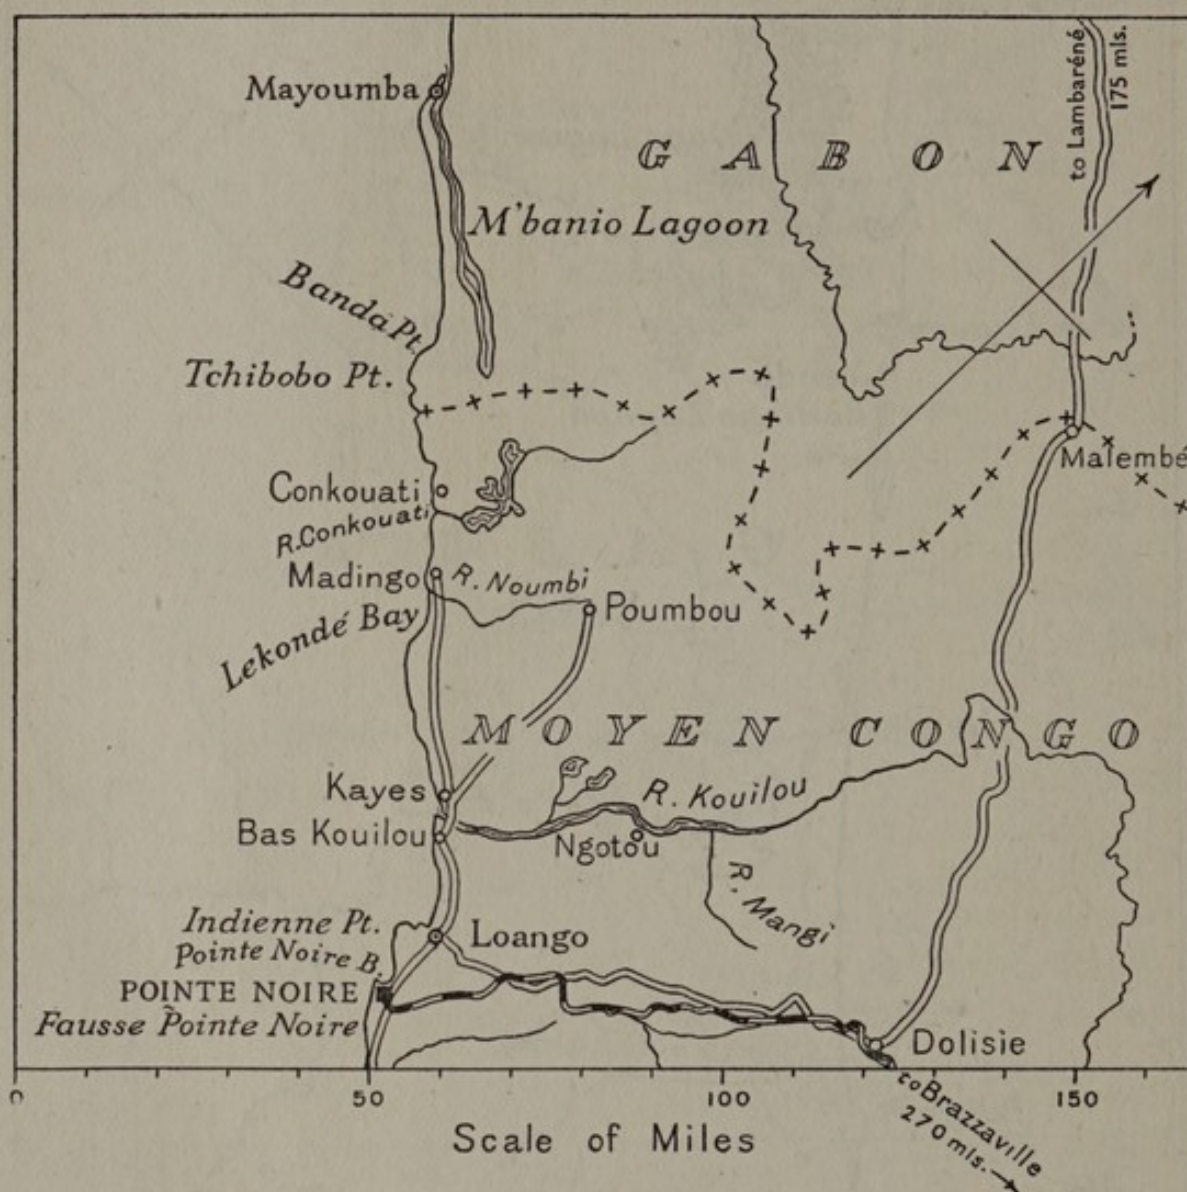 to Lambaréné
175 mls.
Mayoumba
GABON
M'banio Lagoon
Banda Pt.
Tchibobo Pt.
Malembé
Conkouati
R. Conkouati
Madingo
R. Noumbi
Poumbou
Lekondé Bay
MOYEN CONGO
Kayes
R. Kouilou
Bas Kouilou
Ngotou
R. Mangi
Indienne Pt.
Loango
Pointe Noire B.
POINTE NOIRE
Fausse Pointe Noire
Dolisie
0 50 100 150
to Brazzaville
270 mls.
Scale of Miles